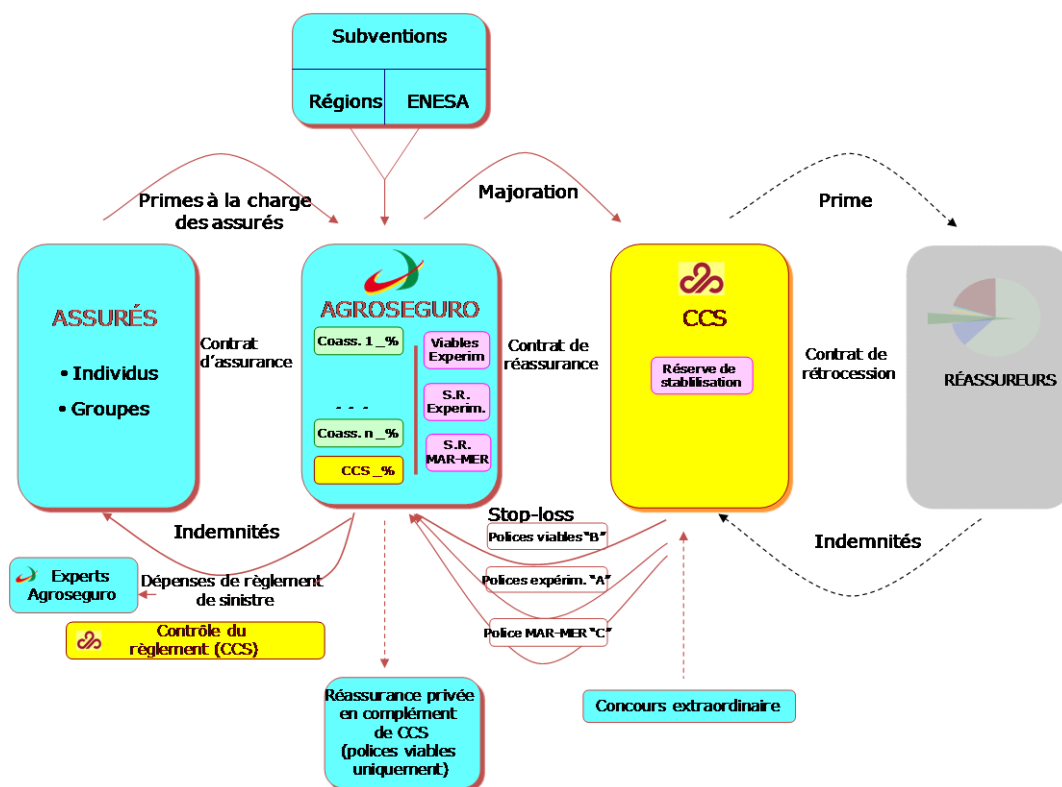 Subventions
Régions
ENESA
Primes à la charge
des assurés
Majoration
Prime
ASSURÉS
• Individus
• Groupes
Contrat
d'assurance
AGROSEGURO
Coass. 1 _%
. . .
Coass. n _%
CCS _%
Viables
Experim
S.R.
Experim.
S.R.
MAR-MER
Contrat de
réassurance
CCS
Réserve de
stablilisation
Contrat de
rétrocession
RÉASSUREURS
Indemnités
Stop-loss
Polices viables "B"
Polices expérim. "A"
Police MAR-MER "C"
Indemnités
Experts
Agroseguro
Dépenses de règlement
de sinistre
Contrôle du
règlement (CCS)
Réassurance privée
en complément
de CCS
(polices viables
uniquement)
Concours extraordinaire